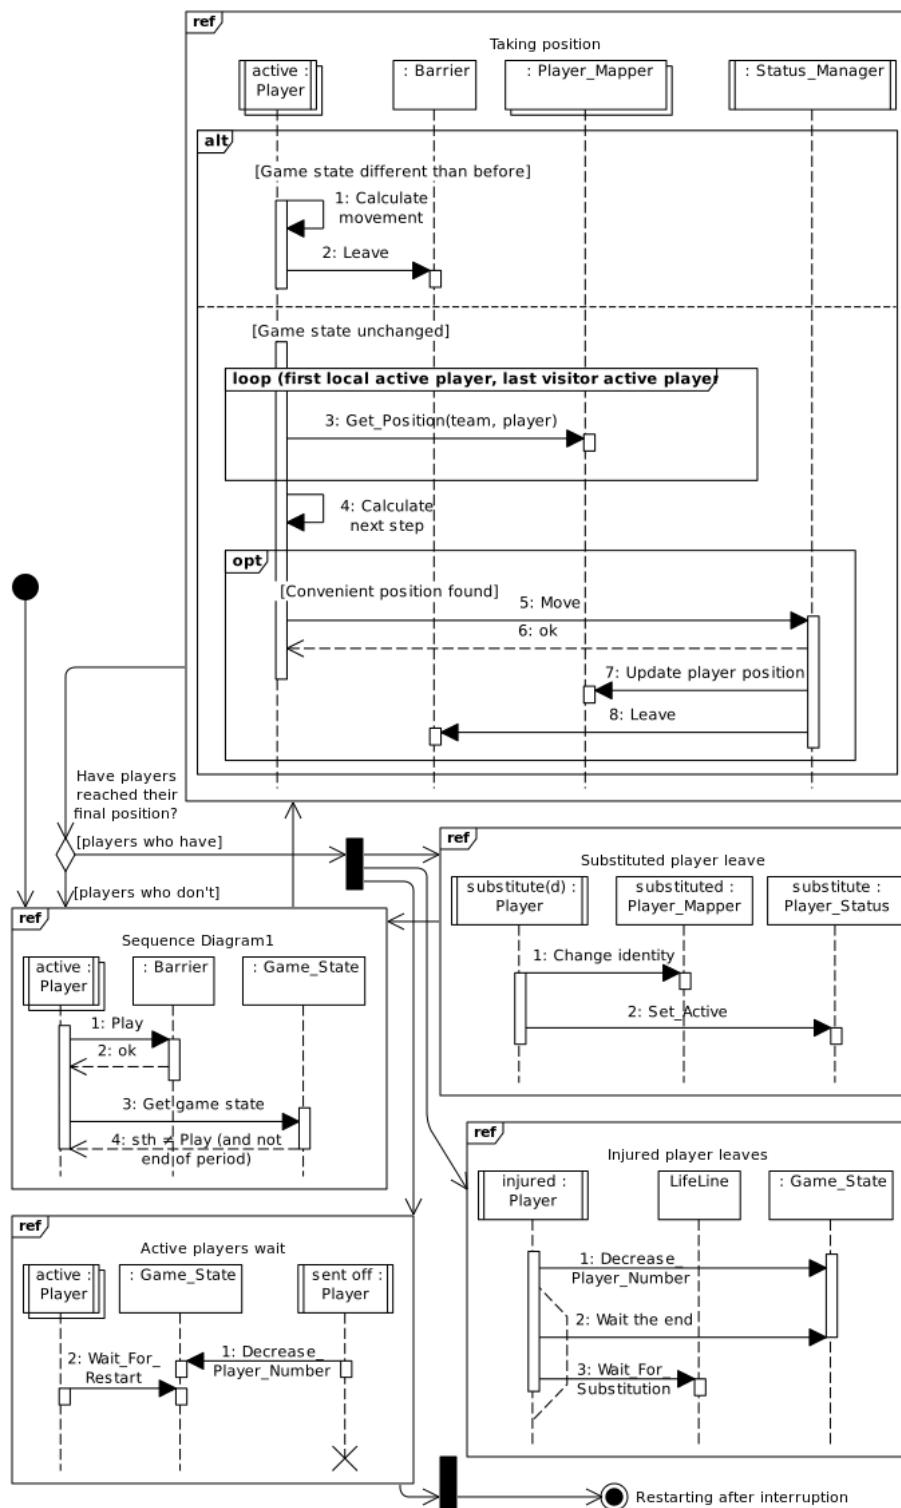 ref
Taking position
active :
Player
: Barrier
: Player_Mapper
: Status_Manager
alt
[Game state different than before]
1: Calculate
movement
2: Leave
[Game state unchanged]
loop (first local active player, last visitor active player
3: Get_Position(team, player)
4: Calculate
next step
opt
[Convenient position found]
5: Move
6: ok
7: Update player position
8: Leave
Have players
reached their
final position?
[players who have]
[players who don't]
ref
Substituted player leave
substitute(d) :
Player
substituted :
Player_Mapper
substitute :
Player_Status
1: Change identity
2: Set_Active
ref
Sequence Diagram1
active :
Player
: Barrier
: Game_State
1: Play
2: ok
3: Get game state
4: sth ≠ Play (and not
end of period)
ref
Injured player leaves
injured :
Player
LifeLine
: Game_State
1: Decrease_
Player_Number
2: Wait the end
3: Wait_For_
Substitution
ref
Active players wait
active :
Player
: Game_State
sent off :
Player
1: Decrease_
Player_Number
2: Wait_For_
Restart
Restarting after interruption